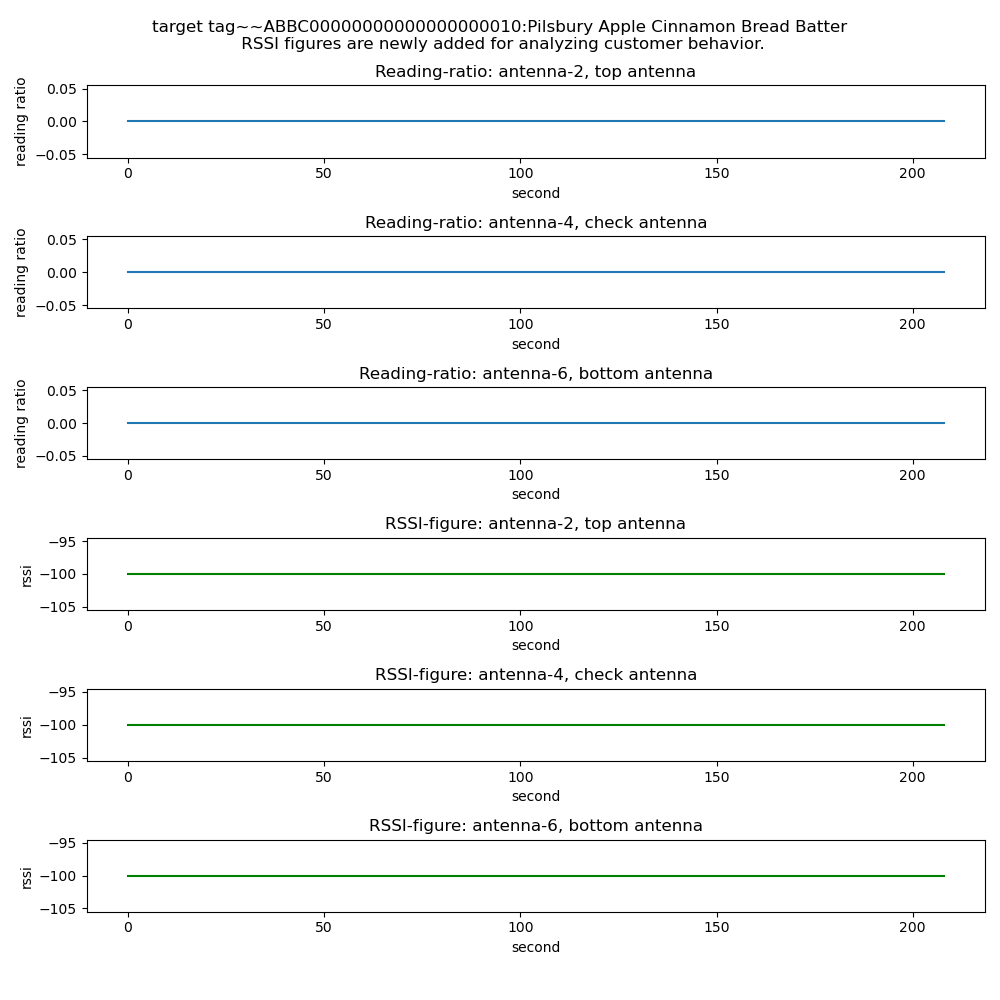 target tag~~ABBC00000000000000000010:Pilsbury Apple Cinnamon Bread Batter
RSSI figures are newly added for analyzing customer behavior.
Reading-ratio: antenna-2, top antenna
reading ratio
0.05
0.00
−0.05
0 50 100 150 200
second
Reading-ratio: antenna-4, check antenna
reading ratio
0.05
0.00
−0.05
0 50 100 150 200
second
Reading-ratio: antenna-6, bottom antenna
reading ratio
0.05
0.00
−0.05
0 50 100 150 200
second
RSSI-figure: antenna-2, top antenna
rssi
−95
−100
−105
0 50 100 150 200
second
RSSI-figure: antenna-4, check antenna
rssi
−95
−100
−105
0 50 100 150 200
second
RSSI-figure: antenna-6, bottom antenna
rssi
−95
−100
−105
0 50 100 150 200
second